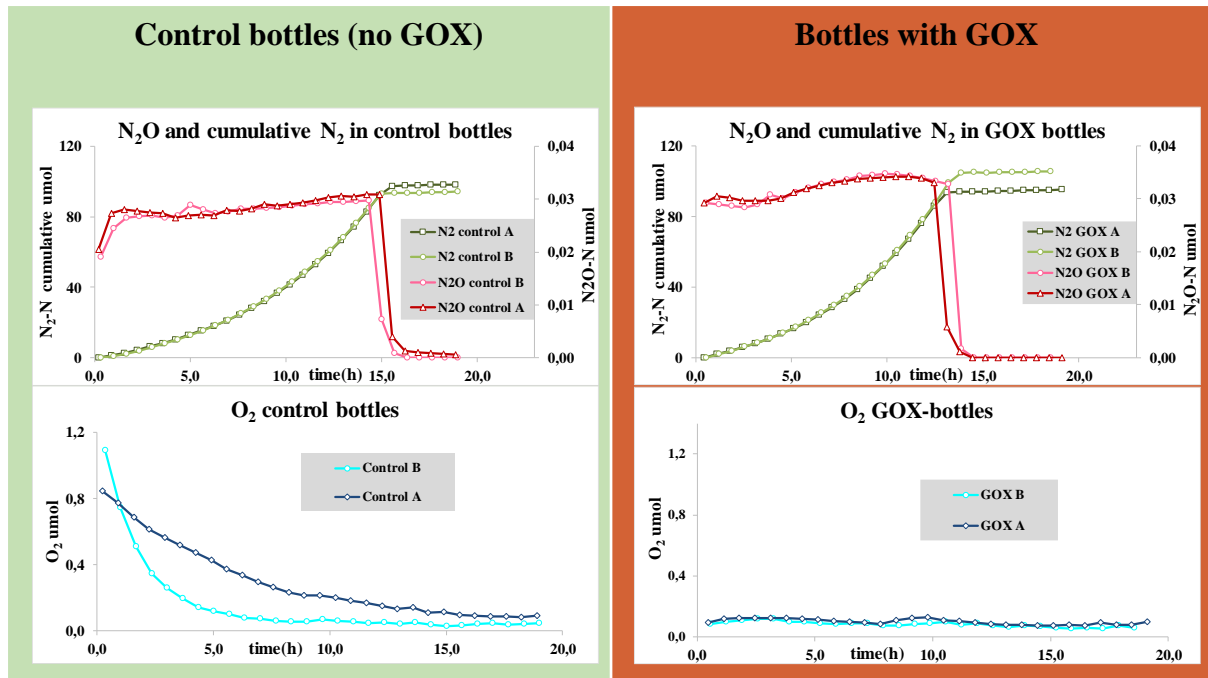 Control bottles (no GOX)
N₂O and cumulative N₂ in control bottles
N₂-N cumulative umol
120
80
40
0
0,04
0,03
0,02
0,01
0,00
N2O-N umol
N2 control A
N2 control B
N2O control B
N2O control A
0,0 5,0 10,0 15,0 20,0
time(h)
O₂ control bottles
O₂ umol
1,2
0,8
0,4
0,0
Control B
Control A
0,0 5,0 10,0 15,0 20,0
time(h)
Bottles with GOX
N₂O and cumulative N₂ in GOX bottles
N₂-N cumulative umol
120
80
40
0
0,04
0,03
0,02
0,01
0,00
N₂O-N umol
N2 GOX A
N2 GOX B
N2O GOX B
N2O GOX A
0,0 5,0 10,0 15,0 20,0
time(h)
O₂ GOX-bottles
O₂ umol
1,2
0,8
0,4
0,0
GOX B
GOX A
0,0 5,0 10,0 15,0 20,0
time(h)